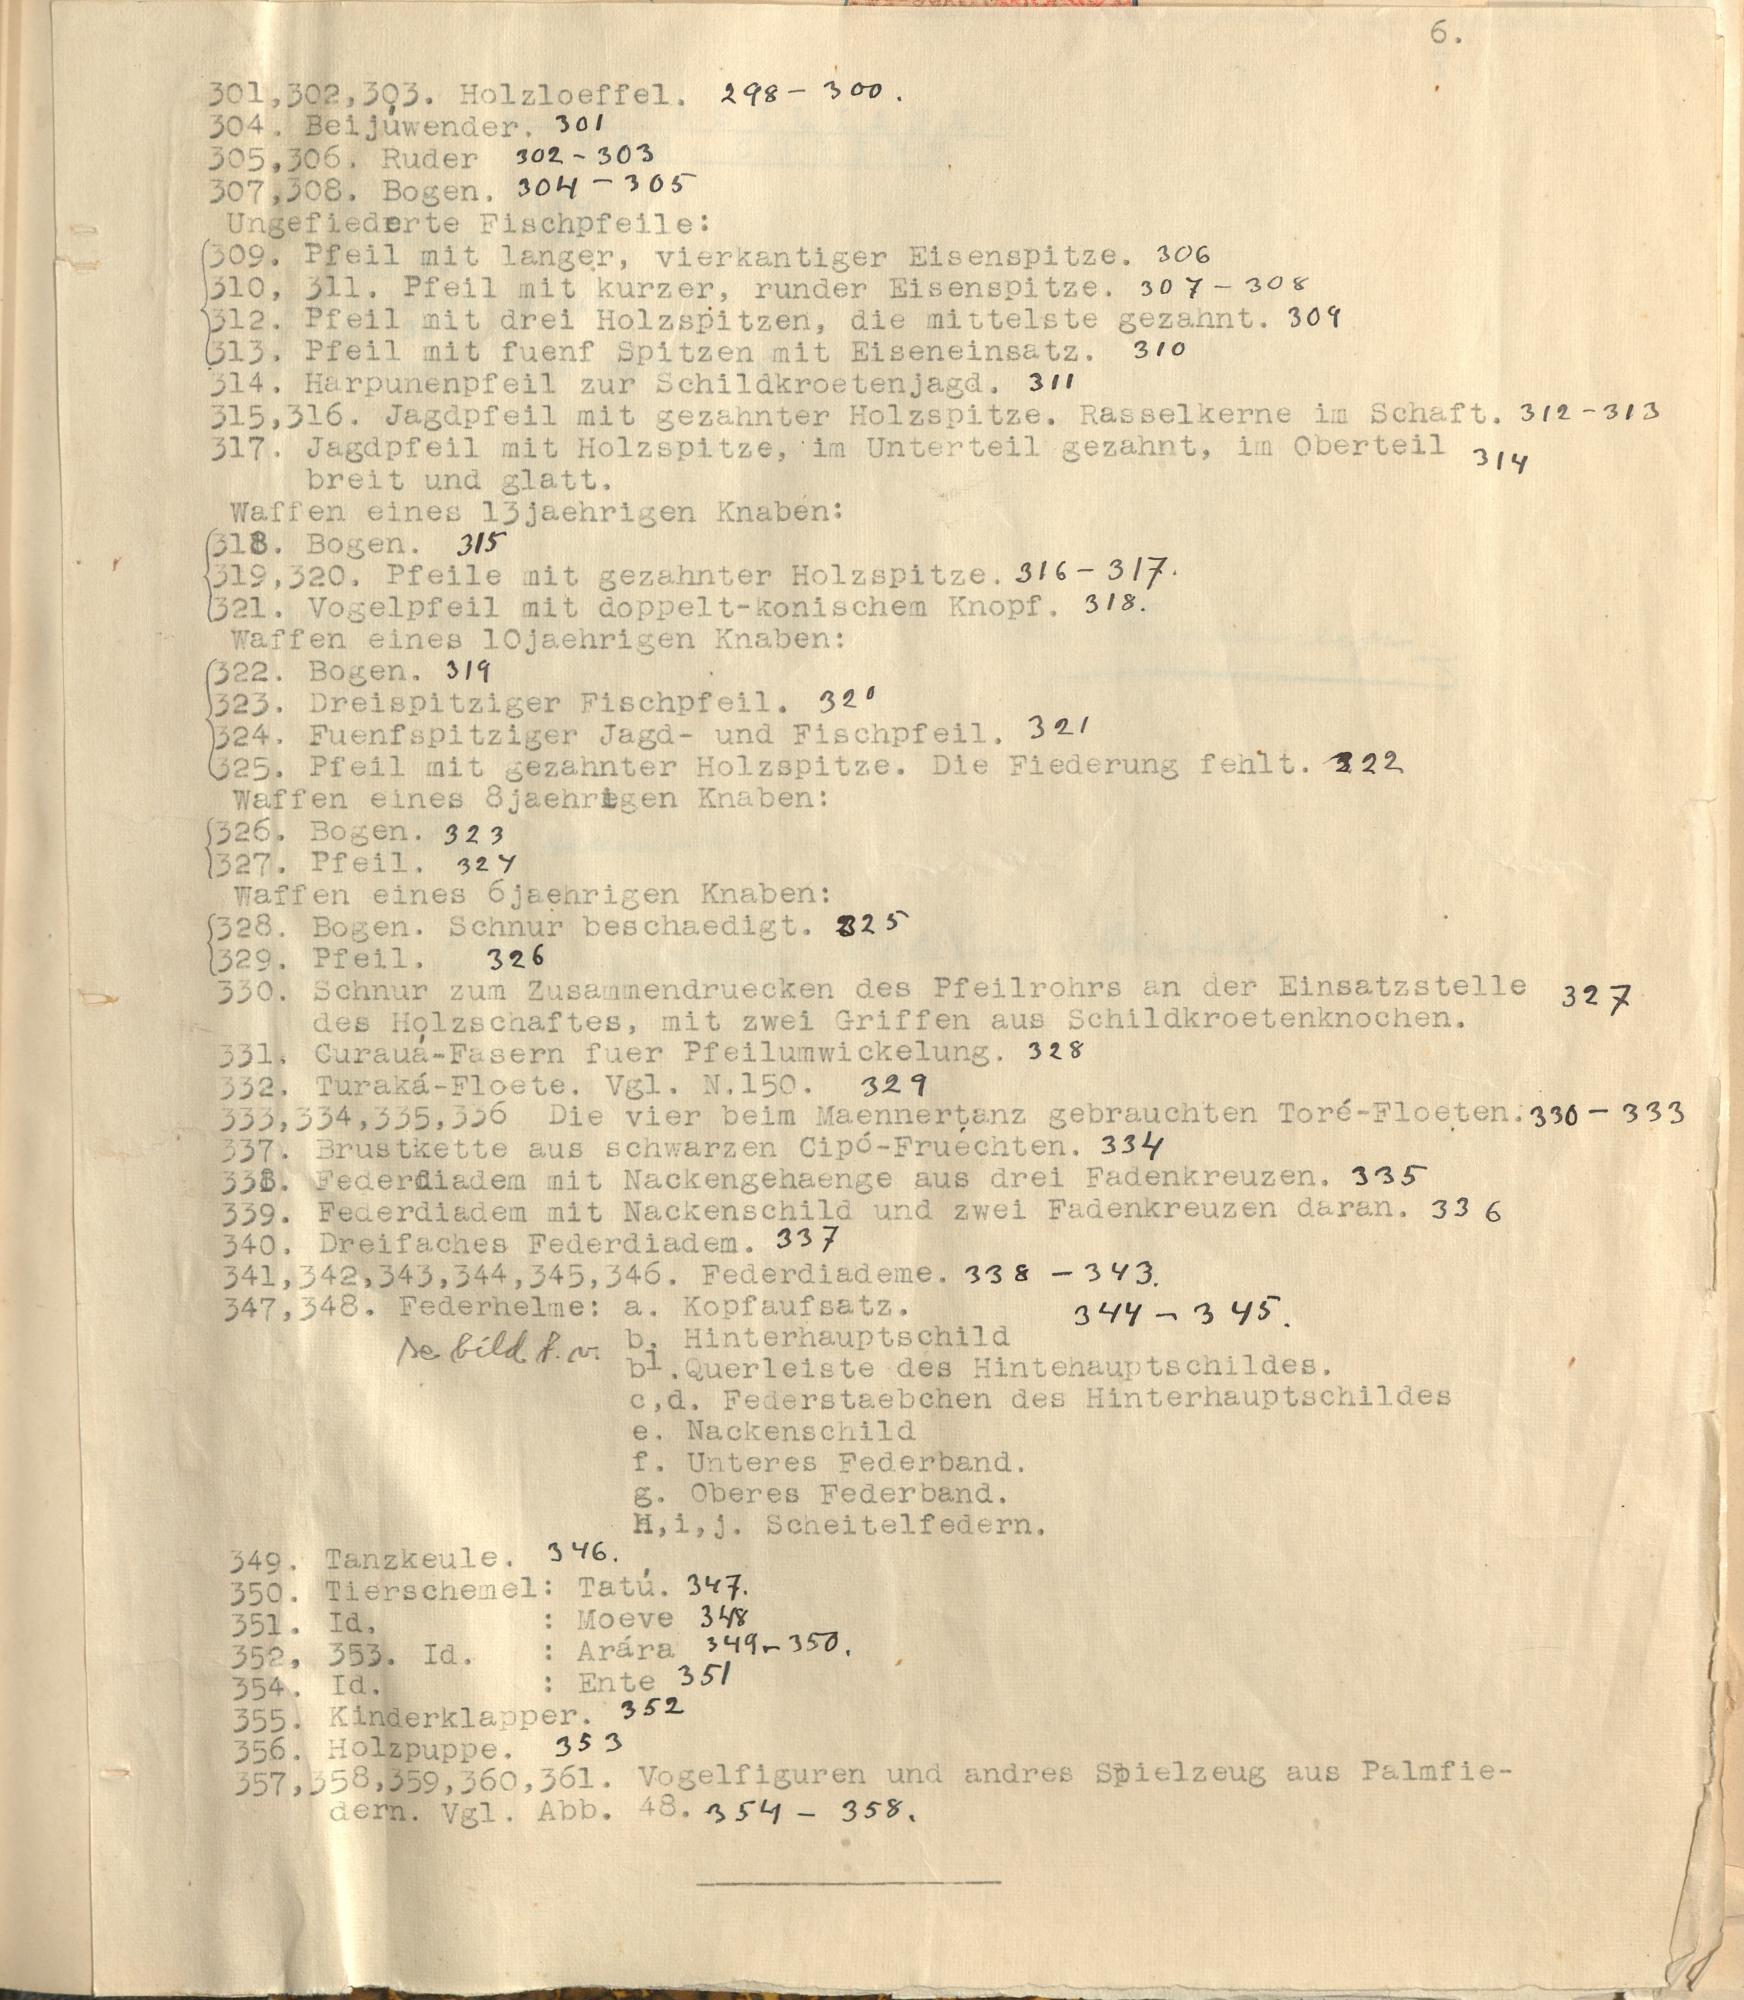 6.
301,302,303. Holzloeffel. 298 – 300.
304. Beijúwender. 301
305,306. Ruder 302 – 303
307,308. Bogen. 304 – 305
Ungefiederte Fischpfeile:
309. Pfeil mit langer, vierkantiger Eisenspitze. 306
310, 311. Pfeil mit kurzer, runder Eisenspitze. 307 – 308
312. Pfeil mit drei Holzspitzen, die mittelste gezahnt. 309
313. Pfeil mit fuenf Spitzen mit Eiseneinsatz. 310
314. Harpunenpfeil zur Schildkroetenjagd. 311
315,316. Jagdpfeil mit gezahnter Holzspitze. Rasselkerne im Schaft. 312 – 313
317. Jagdpfeil mit Holzspitze, im Unterteil gezahnt, im Oberteil 314
breit und glatt.
Waffen eines 13jaehrigen Knaben:
318. Bogen. 315
319,320. Pfeile mit gezahnter Holzspitze. 316 – 317.
321. Vogelpfeil mit doppelt-konischem Knopf. 318.
Waffen eines 10jaehrigen Knaben:
322. Bogen. 319
323. Dreispitziger Fischpfeil. 320
324. Fuenfspitziger Jagd- und Fischpfeil. 321
325. Pfeil mit gezahnter Holzspitze. Die Fiederung fehlt. 322
Waffen eines 8jaehrigen Knaben:
326. Bogen. 323
327. Pfeil. 324
Waffen eines 6jaehrigen Knaben:
328. Bogen. Schnur beschaedigt. 325
329. Pfeil. 326
330. Schnur zum Zusammendruecken des Pfeilrohrs an der Einsatzstelle 327
des Holzschaftes, mit zwei Griffen aus Schildkroetenknochen.
331. Curauá-Fasern fuer Pfeilumwickelung. 328
332. Turaká-Floete. Vgl. N.150. 329
333,334,335,336 Die vier beim Maennertanz gebrauchten Toré-Floeten. 330 – 333
337. Brustkette aus schwarzen Cipó-Fruechten. 334
338. Federdiadem mit Nackengehaenge aus drei Fadenkreuzen. 335
339. Federdiadem mit Nackenschild und zwei Fadenkreuzen daran. 336
340. Dreifaches Federdiadem. 337
341,342,343,344,345,346. Federdiademe. 338 – 343.
347,348. Federhelme: a. Kopfaufsatz. 344 – 345.
se bild f.v. b. Hinterhauptschild
b1.Querleiste des Hintehauptschildes.
c,d. Federstaebchen des Hinterhauptschildes
e. Nackenschild
f. Unteres Federband.
g. Oberes Federband.
H,i,j. Scheitelfedern.
349. Tanzkeule. 346.
350. Tierschemel: Tatú. 347.
351. Id. : Moeve 348
352, 353. Id. : Arára 349 – 350.
354. Id. : Ente 351
355. Kinderklapper. 352
356. Holzpuppe. 353
357,358,359,360,361. Vogelfiguren und andres Spielzeug aus Palmfie-
dern. Vgl. Abb. 48. 354 – 358.